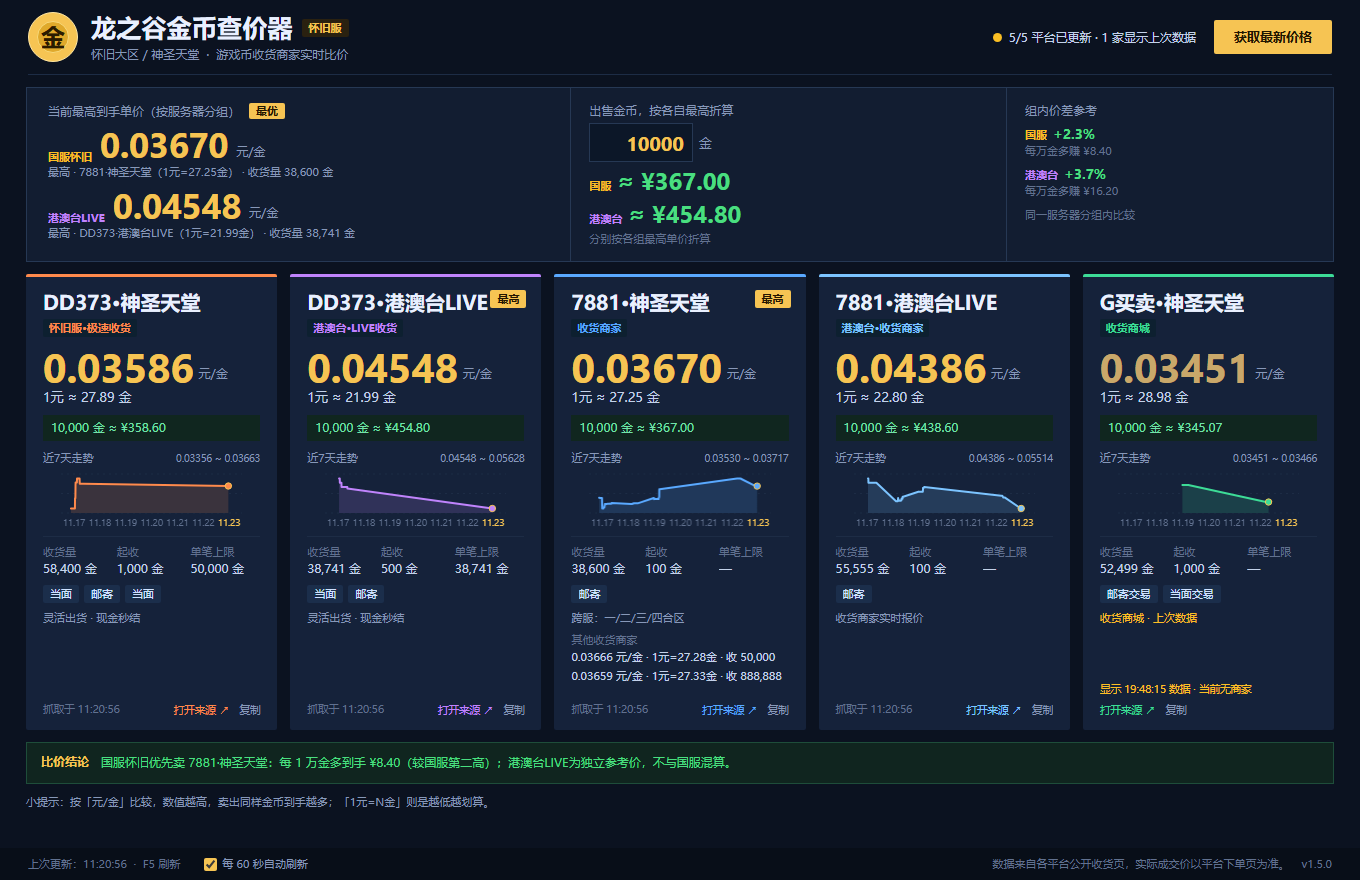 金
龙之谷金币查价器 怀旧服
怀旧大区 / 神圣天堂 · 游戏币收货商家实时比价
5/5 平台已更新 · 1 家显示上次数据
获取最新价格
当前最高到手单价（按服务器分组） 最优
国服怀旧 0.03670 元/金
最高 · 7881·神圣天堂（1元=27.25金） · 收货量 38,600 金
港澳台LIVE 0.04548 元/金
最高 · DD373·港澳台LIVE（1元=21.99金） · 收货量 38,741 金
出售金币，按各自最高折算
10000 金
国服 ≈ ¥367.00
港澳台 ≈ ¥454.80
分别按各组最高单价折算
组内价差参考
国服 +2.3%
每万金多赚 ¥8.40
港澳台 +3.7%
每万金多赚 ¥16.20
同一服务器分组内比较
DD373·神圣天堂
怀旧服·极速收货
0.03586 元/金
1元 ≈ 27.89 金
10,000 金 ≈ ¥358.60
近7天走势 0.03356 ~ 0.03663
11.17 11.18 11.19 11.20 11.21 11.22 11.23
收货量 起收 单笔上限
58,400 金 1,000 金 50,000 金
当面 邮寄 当面
灵活出货 · 现金秒结
抓取于 11:20:56 打开来源 ↗ 复制
DD373·港澳台LIVE 最高
港澳台·LIVE收货
0.04548 元/金
1元 ≈ 21.99 金
10,000 金 ≈ ¥454.80
近7天走势 0.04548 ~ 0.05628
11.17 11.18 11.19 11.20 11.21 11.22 11.23
收货量 起收 单笔上限
38,741 金 500 金 38,741 金
当面 邮寄
灵活出货 · 现金秒结
抓取于 11:20:56 打开来源 ↗ 复制
7881·神圣天堂 最高
收货商家
0.03670 元/金
1元 ≈ 27.25 金
10,000 金 ≈ ¥367.00
近7天走势 0.03530 ~ 0.03717
11.17 11.18 11.19 11.20 11.21 11.22 11.23
收货量 起收 单笔上限
38,600 金 100 金 —
邮寄
跨服：一/二/三/四合区
其他收货商家
0.03666 元/金 · 1元=27.28金 · 收 50,000
0.03659 元/金 · 1元=27.33金 · 收 888,888
抓取于 11:20:56 打开来源 ↗ 复制
7881·港澳台LIVE
港澳台·收货商家
0.04386 元/金
1元 ≈ 22.80 金
10,000 金 ≈ ¥438.60
近7天走势 0.04386 ~ 0.05514
11.17 11.18 11.19 11.20 11.21 11.22 11.23
收货量 起收 单笔上限
55,555 金 100 金 —
邮寄
收货商家实时报价
抓取于 11:20:56 打开来源 ↗ 复制
G买卖·神圣天堂
收货商城
0.03451 元/金
1元 ≈ 28.98 金
10,000 金 ≈ ¥345.07
近7天走势 0.03451 ~ 0.03466
11.17 11.18 11.19 11.20 11.21 11.22 11.23
收货量 起收 单笔上限
52,499 金 1,000 金 —
邮寄交易 当面交易
收货商城 · 上次数据
显示 19:48:15 数据 · 当前无商家
打开来源 ↗ 复制
比价结论 国服怀旧优先卖 7881·神圣天堂：每 1 万金多到手 ¥8.40（较国服第二高）；港澳台LIVE为独立参考价，不与国服混算。
小提示：按「元/金」比较，数值越高，卖出同样金币到手越多；「1元=N金」则是越低越划算。
上次更新：11:20:56 · F5 刷新 每 60 秒自动刷新
数据来自各平台公开收货页，实际成交价以平台下单页为准。 v1.5.0